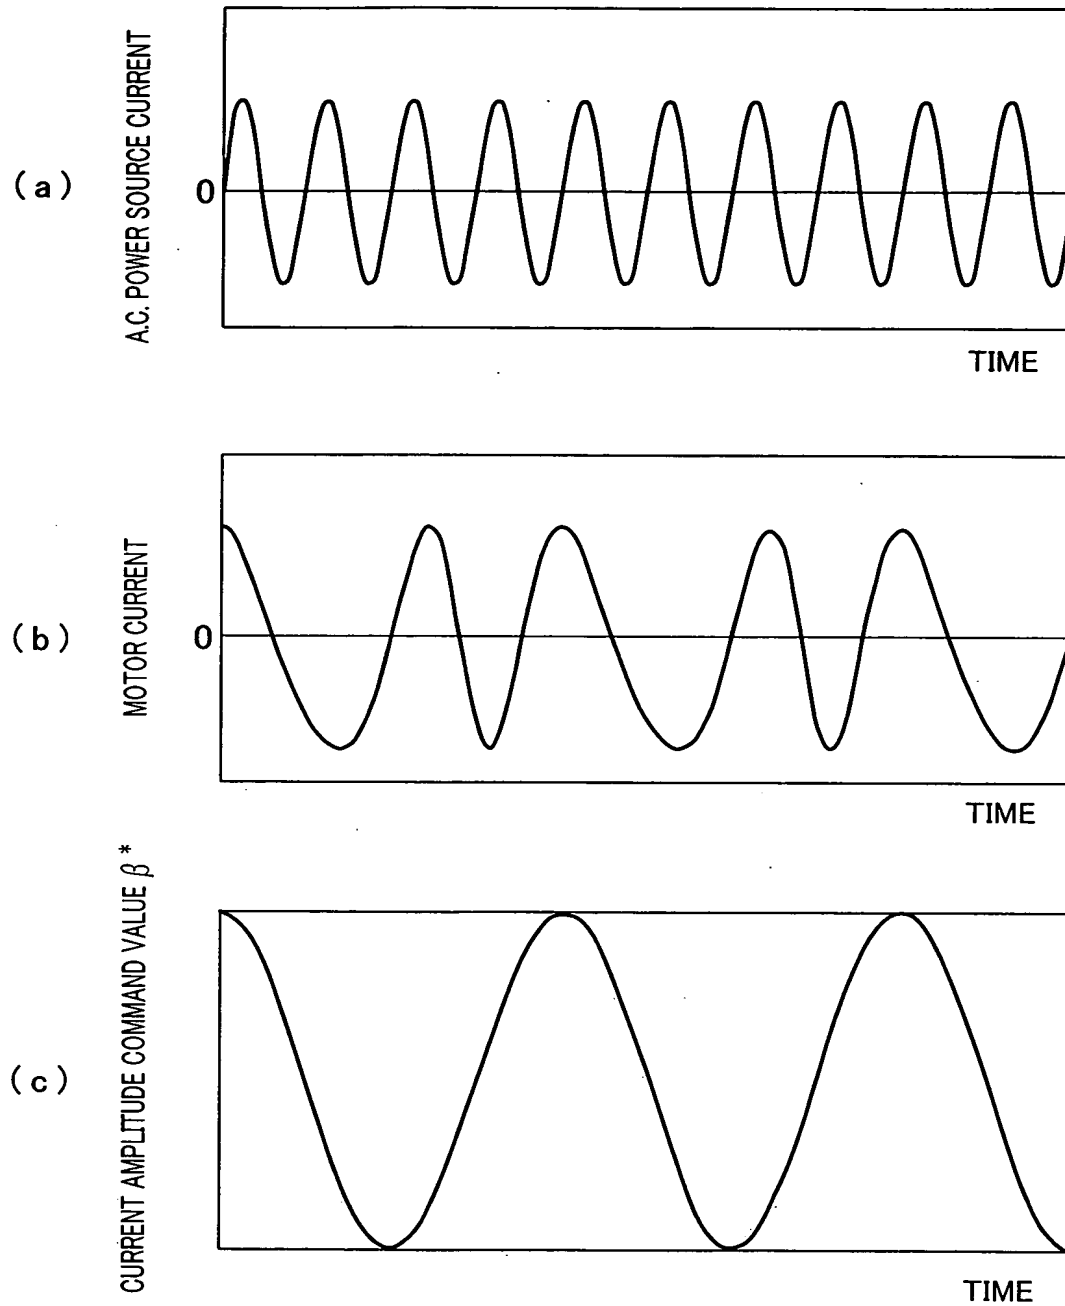 (a)
A.C. POWER SOURCE CURRENT
0
TIME
(b)
MOTOR CURRENT
0
TIME
(c)
CURRENT AMPLITUDE COMMAND VALUE β*
TIME